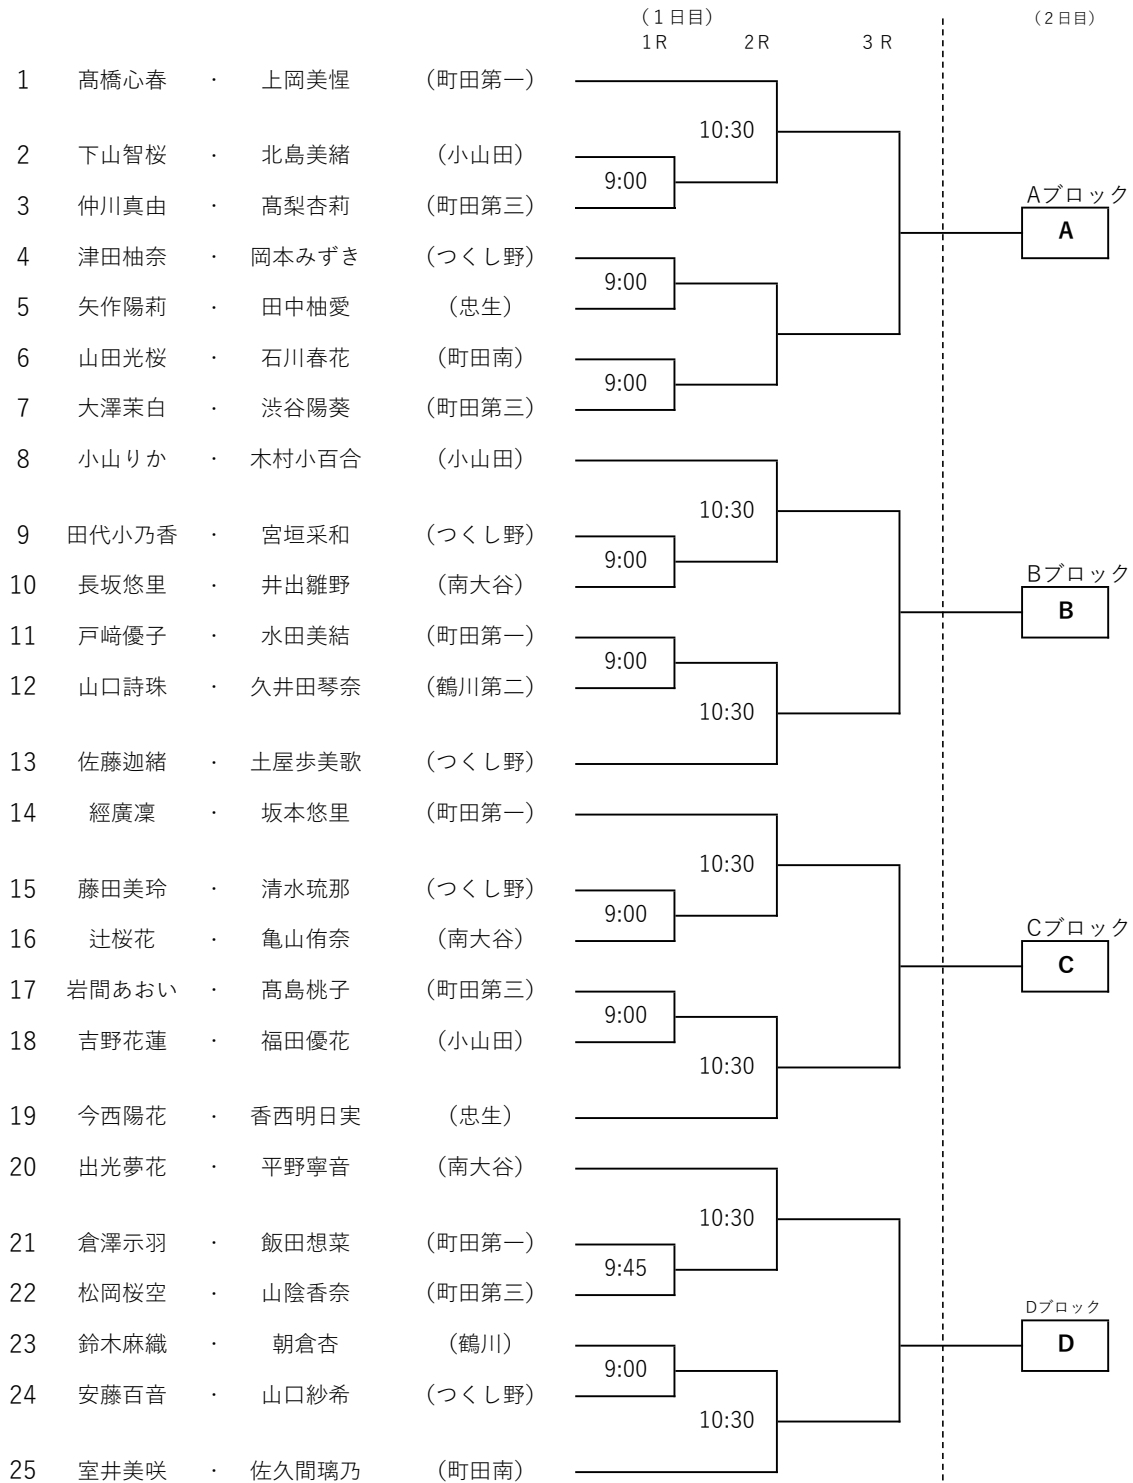 （１日目） （２日目）
１R ２R ３ R
1 髙橋心春 ・ 上岡美惺 （町田第一）
10:30
2 下山智桜 ・ 北島美緒 （小山田）
9:00
Aブロック
3 仲川真由 ・ 髙梨杏莉 （町田第三）
A
4 津田柚奈 ・ 岡本みずき （つくし野）
9:00
5 矢作陽莉 ・ 田中柚愛 （忠生）
6 山田光桜 ・ 石川春花 （町田南）
9:00
7 大澤茉白 ・ 渋谷陽葵 （町田第三）
8 小山りか ・ 木村小百合 （小山田）
10:30
9 田代小乃香 ・ 宮垣采和 （つくし野）
9:00
Bブロック
10 長坂悠里 ・ 井出雛野 （南大谷）
B
11 戸﨑優子 ・ 水田美結 （町田第一）
9:00
12 山口詩珠 ・ 久井田琴奈 （鶴川第二）
10:30
13 佐藤迦緒 ・ 土屋歩美歌 （つくし野）
14 經廣凜 ・ 坂本悠里 （町田第一）
10:30
15 藤田美玲 ・ 清水琉那 （つくし野）
9:00
Cブロック
16 辻桜花 ・ 亀山侑奈 （南大谷）
C
17 岩間あおい ・ 髙島桃子 （町田第三）
9:00
18 吉野花蓮 ・ 福田優花 （小山田）
10:30
19 今西陽花 ・ 香西明日実 （忠生）
20 出光夢花 ・ 平野寧音 （南大谷）
10:30
21 倉澤示羽 ・ 飯田想菜 （町田第一）
9:45
22 松岡桜空 ・ 山陰香奈 （町田第三）
Dブロック
23 鈴木麻織 ・ 朝倉杏 （鶴川）
D
9:00
24 安藤百音 ・ 山口紗希 （つくし野）
10:30
25 室井美咲 ・ 佐久間璃乃 （町田南）